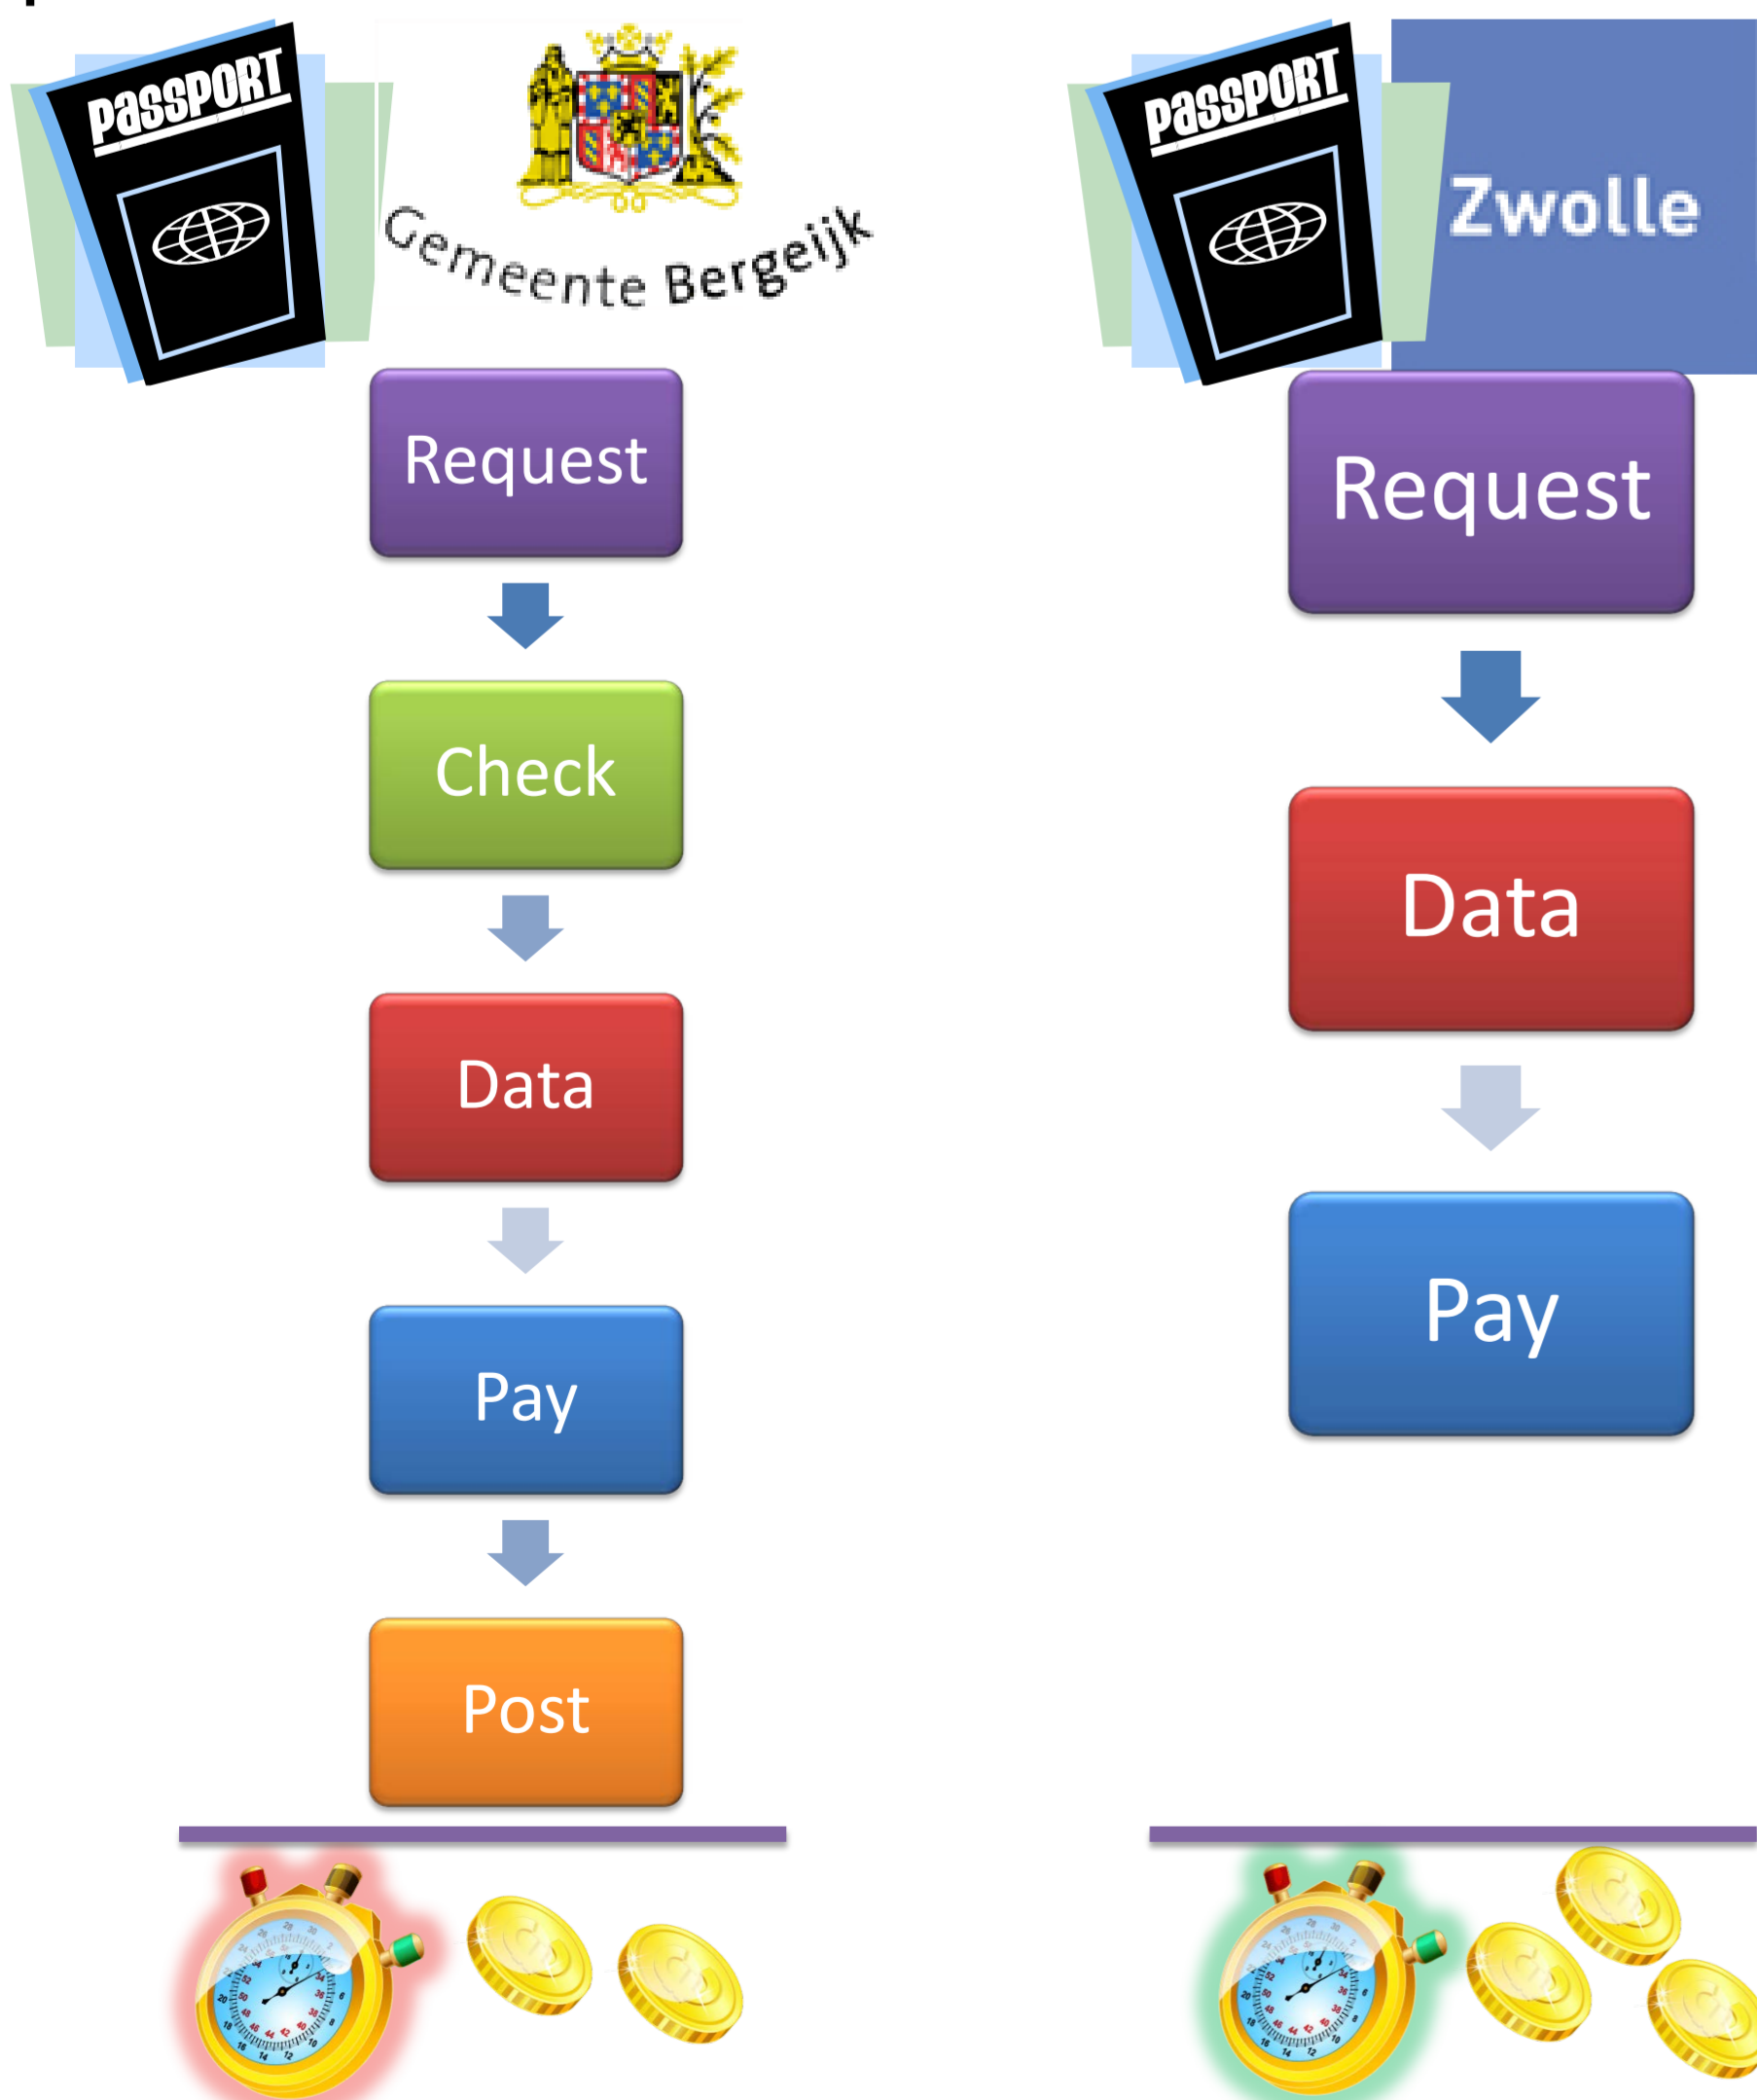 PASSPORT
Gemeente Bergeijk
Request
Check
Data
Pay
Post
PASSPORT
Zwolle
Request
Data
Pay